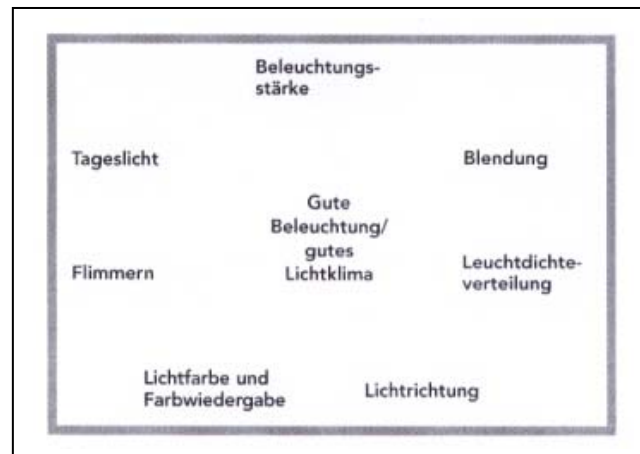 Beleuchtungs-
stärke
Tageslicht
Blendung
Gute
Beleuchtung/
gutes
Lichtklima
Flimmern
Leuchtdichte-
verteilung
Lichtfarbe und
Farbwiedergabe
Lichtrichtung